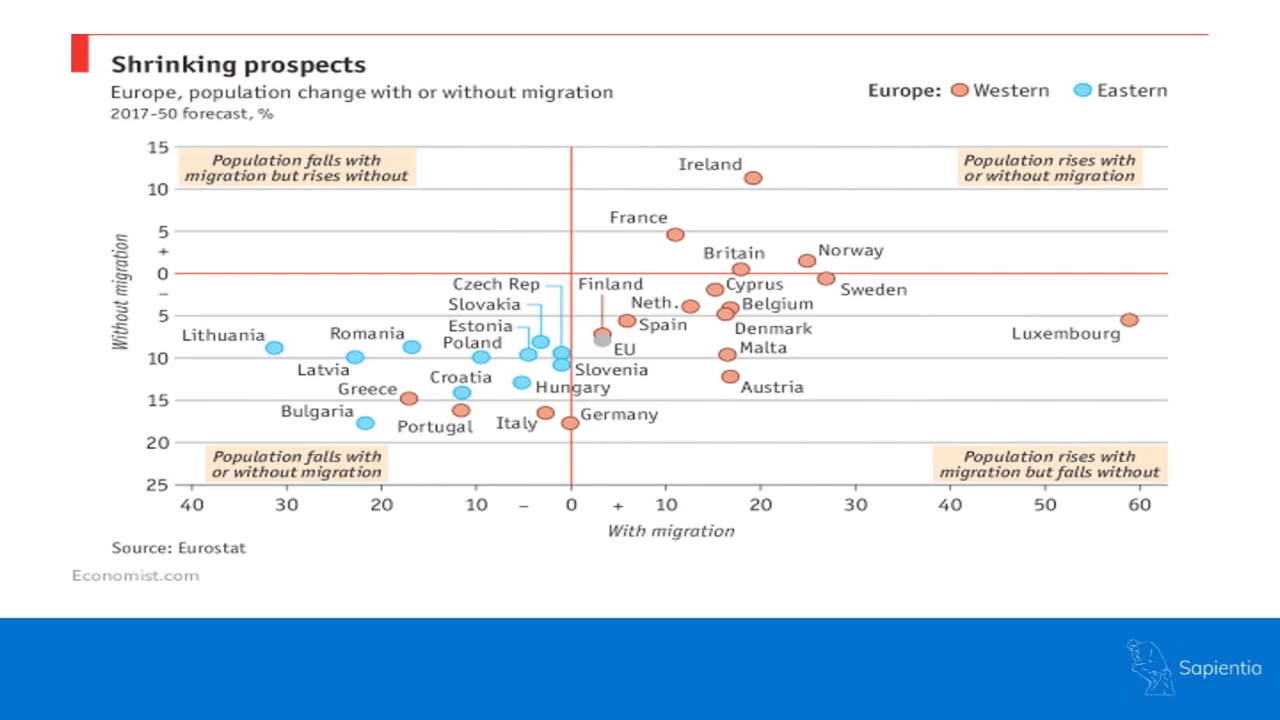 Shrinking prospects
Europe, population change with or without migration
2017-50 forecast, %
Europe: Western Eastern
15
10
5
+
0
–
5
10
15
20
25
Without migration
Population falls with
migration but rises without
Population rises with
or without migration
Ireland
France
Britain
Norway
Czech Rep
Finland
Cyprus
Sweden
Slovakia
Neth.
Belgium
Estonia
Spain
Denmark
Lithuania
Romania
Poland
EU
Malta
Luxembourg
Latvia
Croatia
Slovenia
Greece
Hungary
Austria
Bulgaria
Portugal
Italy
Germany
Population falls with
or without migration
Population rises with
migration but falls without
40 30 20 10 – 0 + 10 20 30 40 50 60
With migration
Source: Eurostat
Economist.com
Sapientia